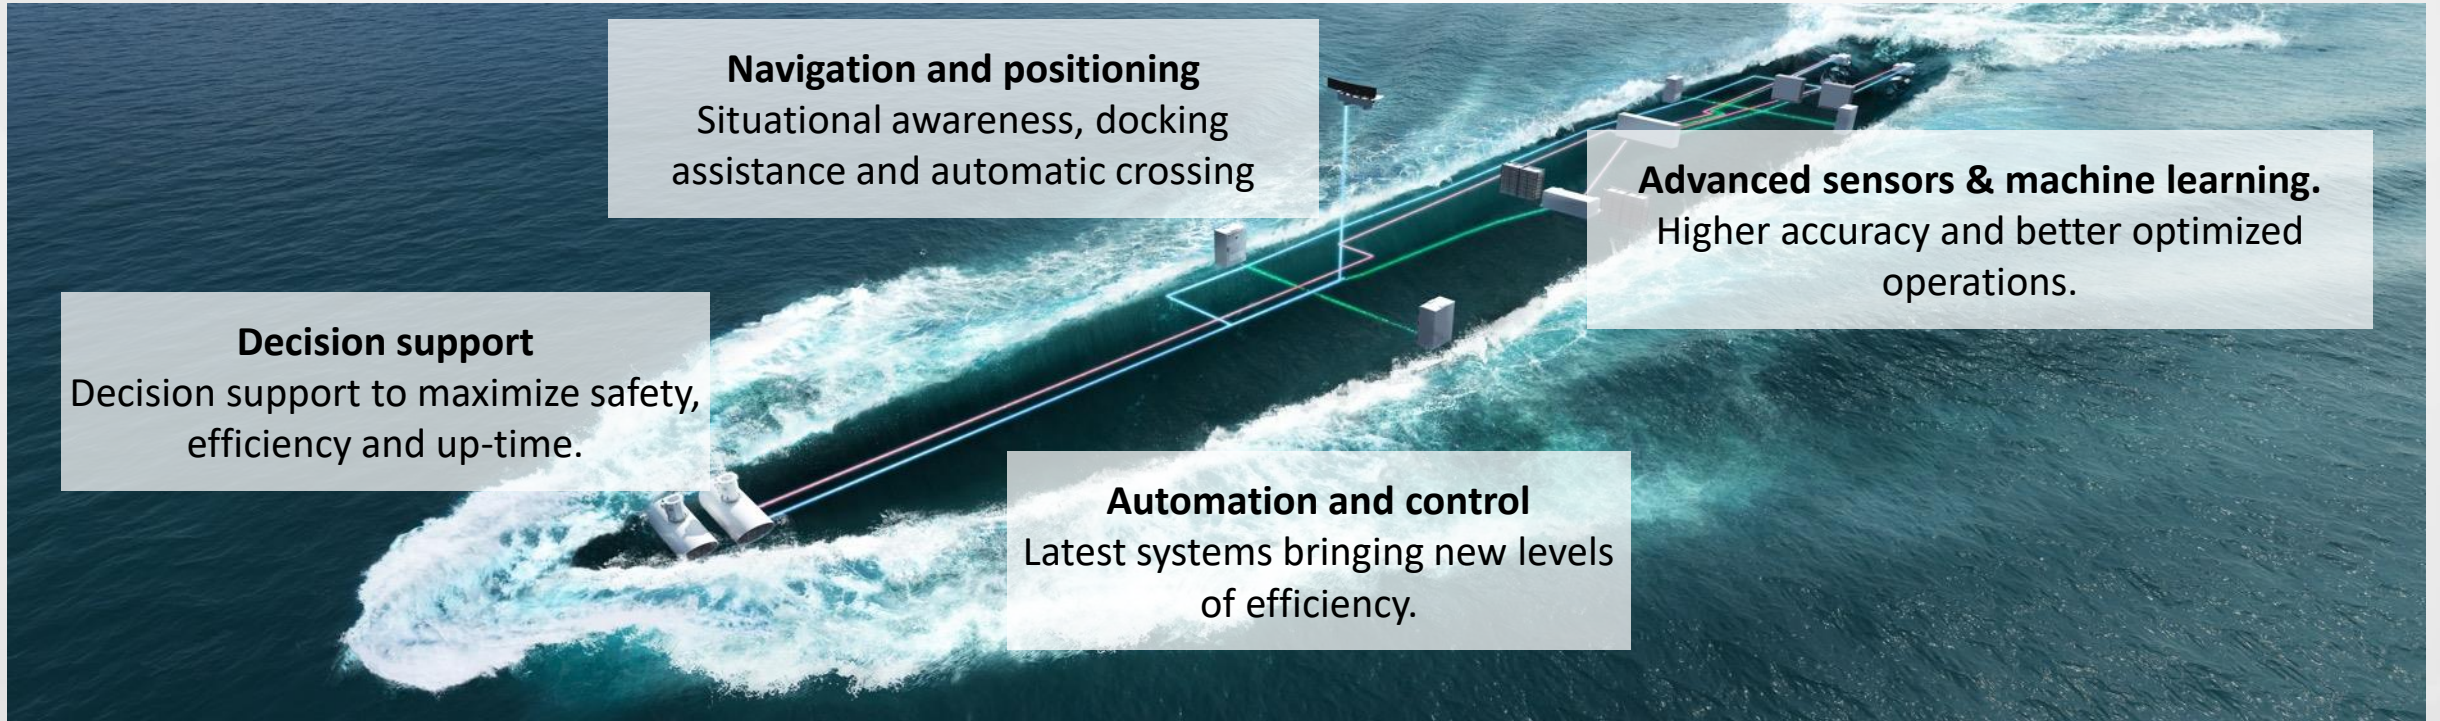 Navigation and positioning
Situational awareness, docking
assistance and automatic crossing
Advanced sensors & machine learning.
Higher accuracy and better optimized
operations.
Decision support
Decision support to maximize safety,
efficiency and up-time.
Automation and control
Latest systems bringing new levels
of efficiency.